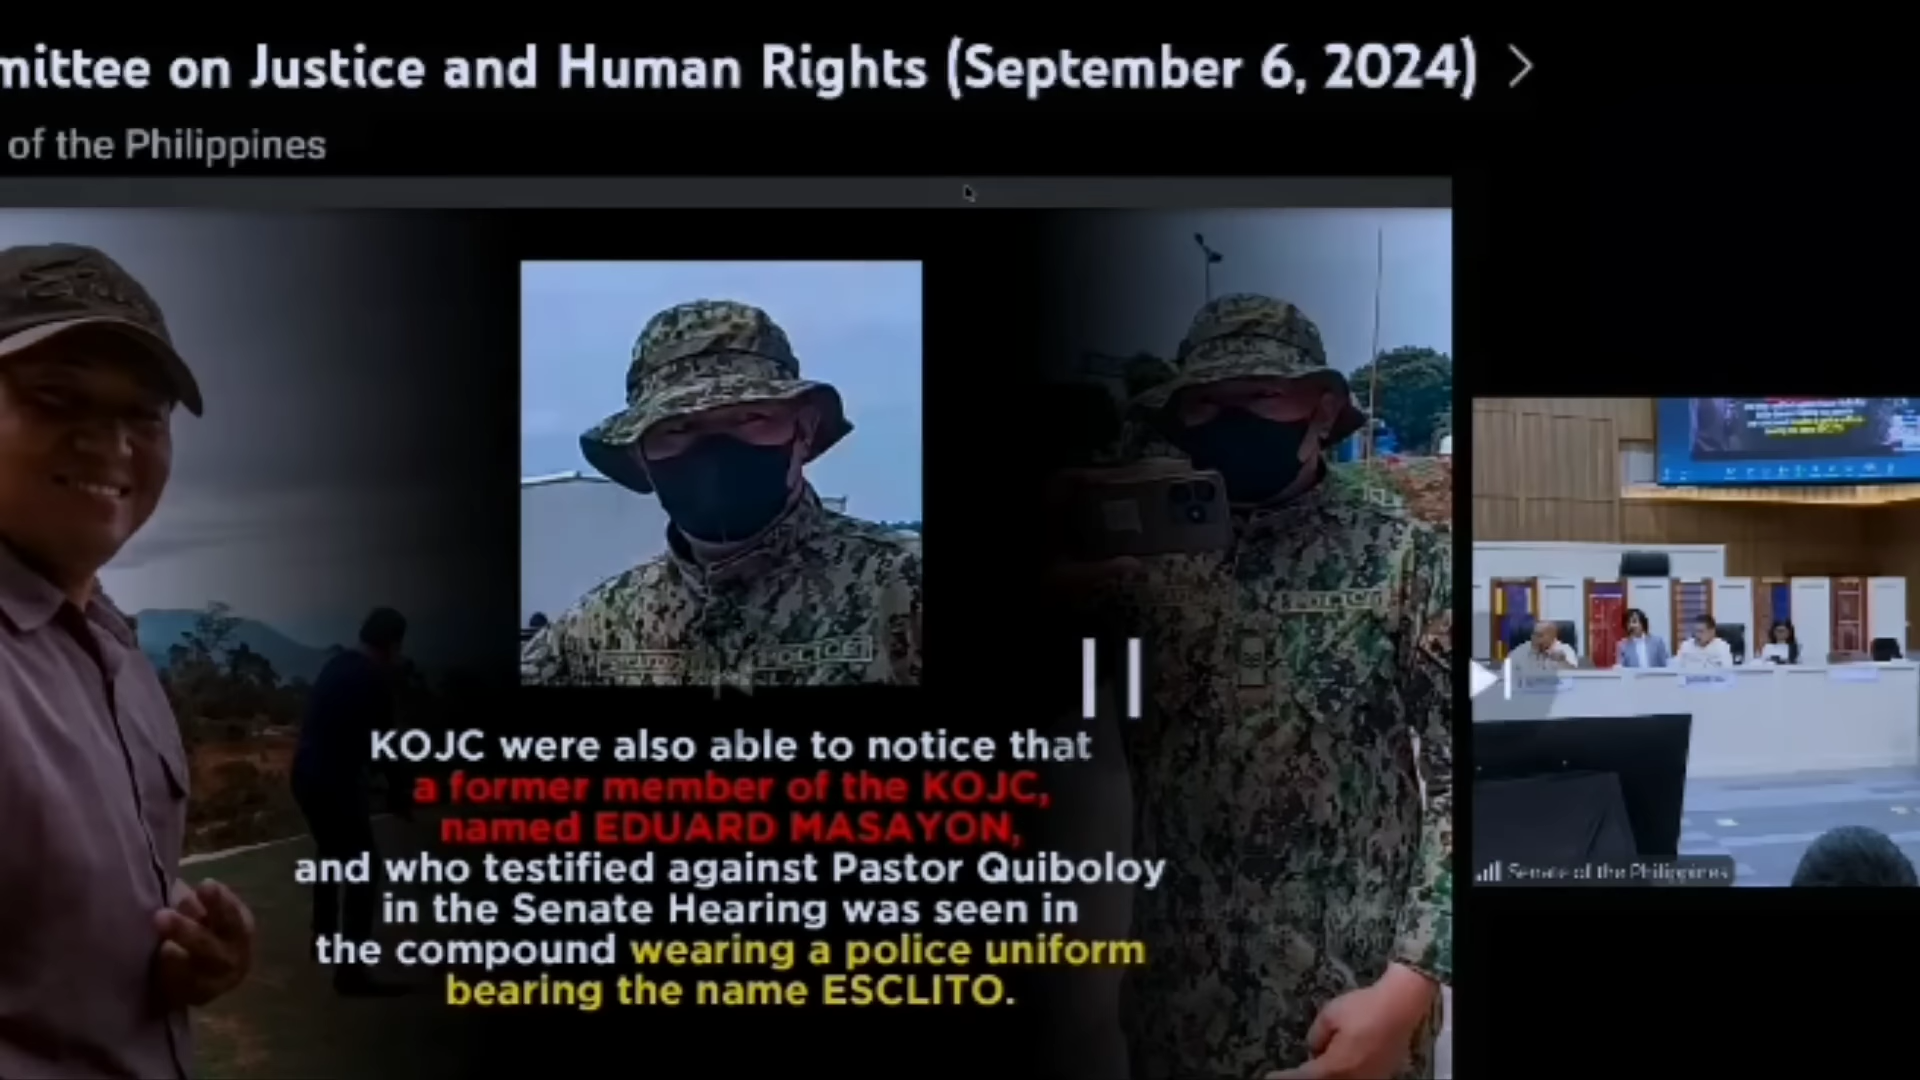 mittee on Justice and Human Rights (September 6, 2024)
of the Philippines
POLICE
POLICE
KOJC were also able to notice that
a former member of the KOJC,
named EDUARD MASAYON,
and who testified against Pastor Quiboloy
in the Senate Hearing was seen in
the compound wearing a police uniform
bearing the name ESCLITO.
Senate of the Philippines